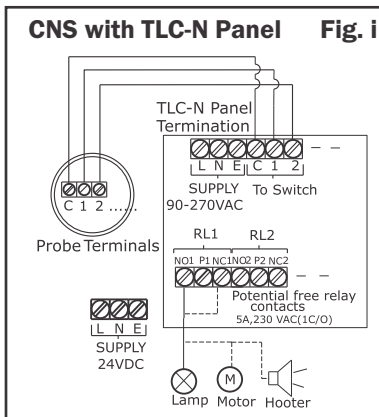 CNS with TLC-N Panel Fig. i
TLC-N Panel
Termination
L N E C 1 2
SUPPLY To Switch
90-270VAC
C 1 2 ......
Probe Terminals
RL1 RL2
NO1 P1 NC1 NO2 P2 NC2
Potential free relay
contacts
5A,230 VAC(1C/O)
L N E
SUPPLY
24VDC
M
Lamp Motor Hooter